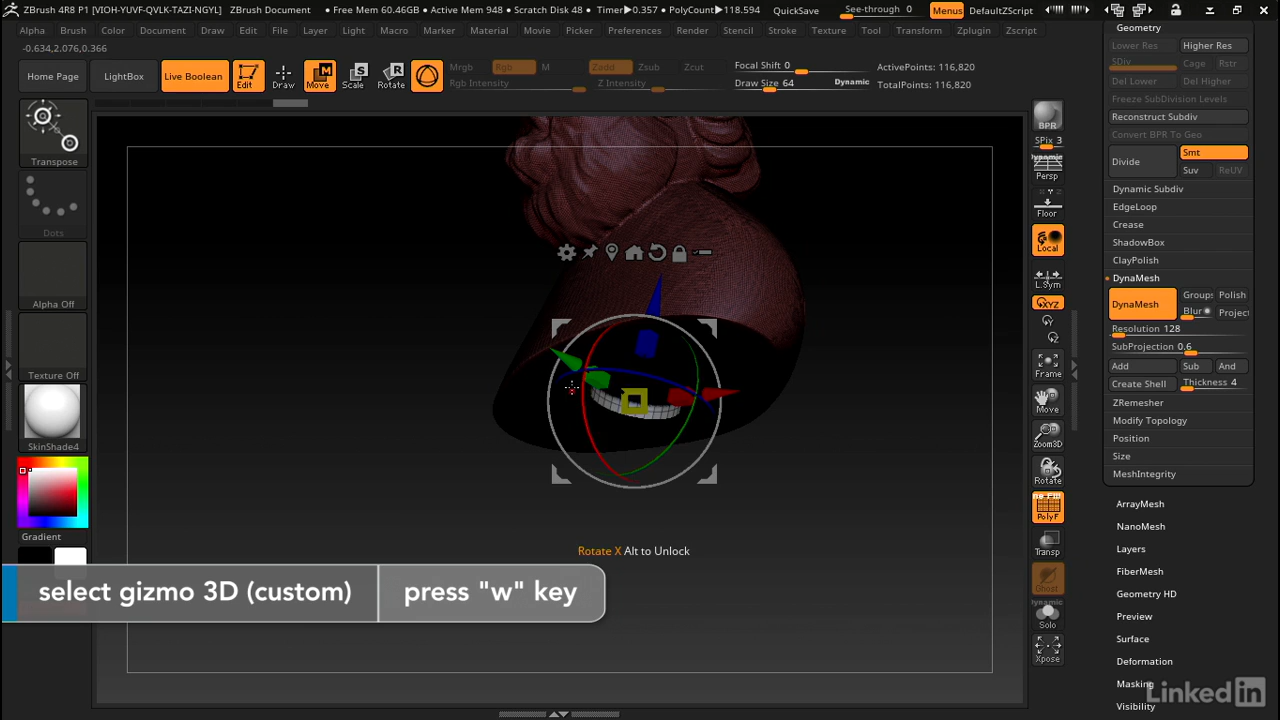 ZBrush 4R8 P1 [VIOH-YUVF-QVLK-TAZI-NGYL] ZBrush Document • Free Mem 60.46GB • Active Mem 948 • Scratch Disk 48 • Timer▶0.357 • PolyCount▶118.594 QuickSave See-through 0 Menus DefaultZScript
Alpha Brush Color Document Draw Edit File Layer Light Macro Marker Material Movie Picker Preferences Render Stencil Stroke Texture Tool Transform Zplugin Zscript
-0.634,2.076,0.366
Home Page LightBox Live Boolean Edit Draw Move Scale Rotate
Mrgb Rgb M Zadd Zsub Zcut
Rgb Intensity Z Intensity
Focal Shift 0 ActivePoints: 116,820
Draw Size 64 Dynamic TotalPoints: 116,820
Transpose
Dots
Alpha Off
Texture Off
SkinShade4
Gradient
Rotate X Alt to Unlock
select gizmo 3D (custom) press "w" key
BPR
SPix 3
Dynamic
Persp
Floor
Local
L.Sym
XYZ
Frame
Move
Zoom3D
Rotate
PolyF
Transp
Ghost
Dynamic
Solo
Xpose
Geometry
Lower Res Higher Res
SDiv Cage Rstr
Del Lower Del Higher
Freeze SubDivision Levels
Reconstruct Subdiv
Convert BPR To Geo
Divide Smt
Suv ReUV
Dynamic Subdiv
EdgeLoop
Crease
ShadowBox
ClayPolish
DynaMesh
DynaMesh Groups Polish
Blur Project
Resolution 128
SubProjection 0.6
Add Sub And
Create Shell Thickness 4
ZRemesher
Modify Topology
Position
Size
MeshIntegrity
ArrayMesh
NanoMesh
Layers
FiberMesh
Geometry HD
Preview
Surface
Deformation
Masking
Visibility
Linked in